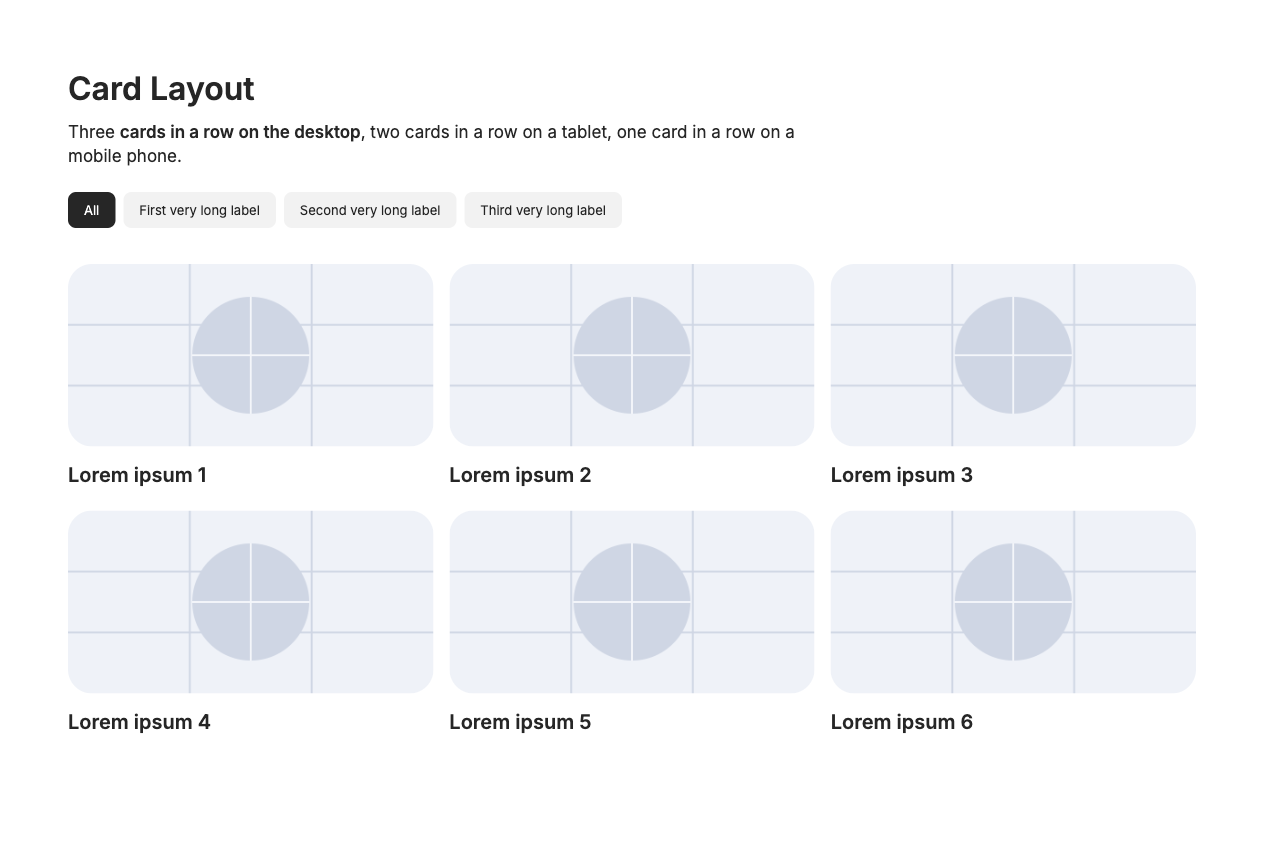 Card Layout
Three cards in a row on the desktop, two cards in a row on a tablet, one card in a row on a
mobile phone.
All First very long label Second very long label Third very long label
Lorem ipsum 1 Lorem ipsum 2 Lorem ipsum 3
Lorem ipsum 4 Lorem ipsum 5 Lorem ipsum 6